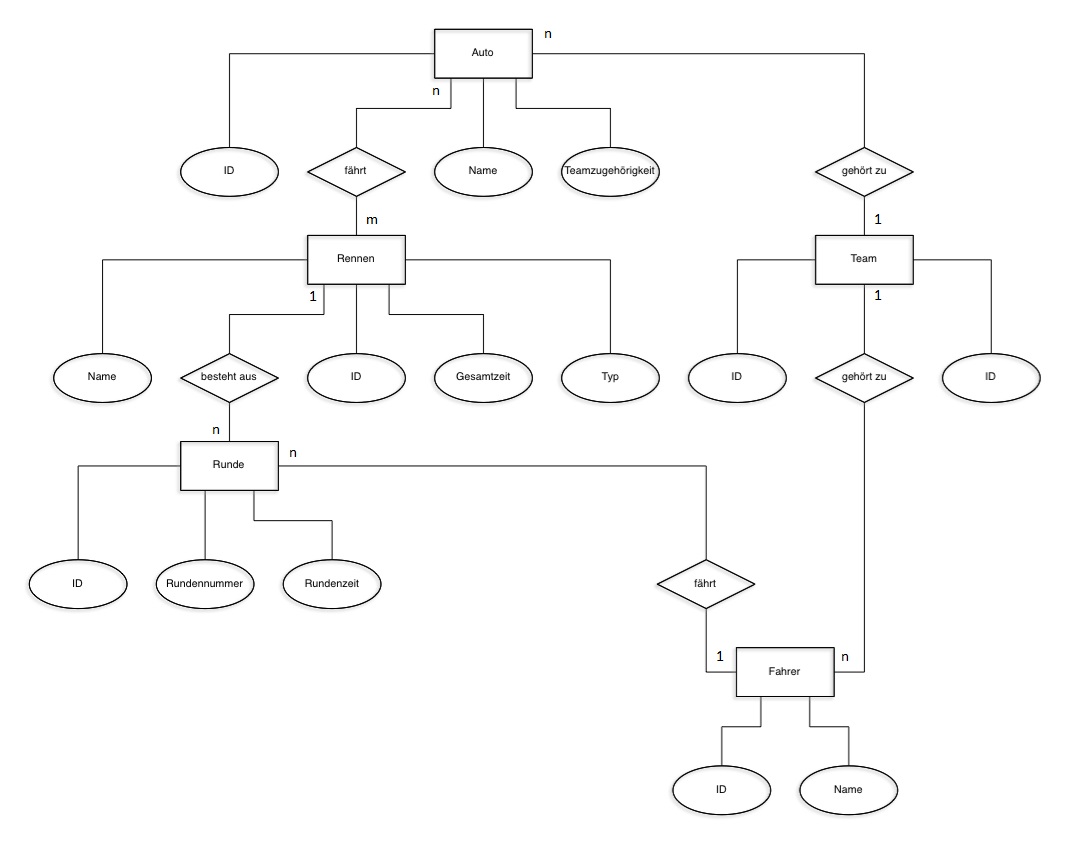 n
Auto
n
ID
fährt
Name
Teamzugehörigkeit
gehört zu
m
1
Rennen
Team
1
1
Name
besteht aus
ID
Gesamtzeit
Typ
ID
gehört zu
ID
n
n
Runde
ID
Rundennummer
Rundenzeit
fährt
1
n
Fahrer
ID
Name